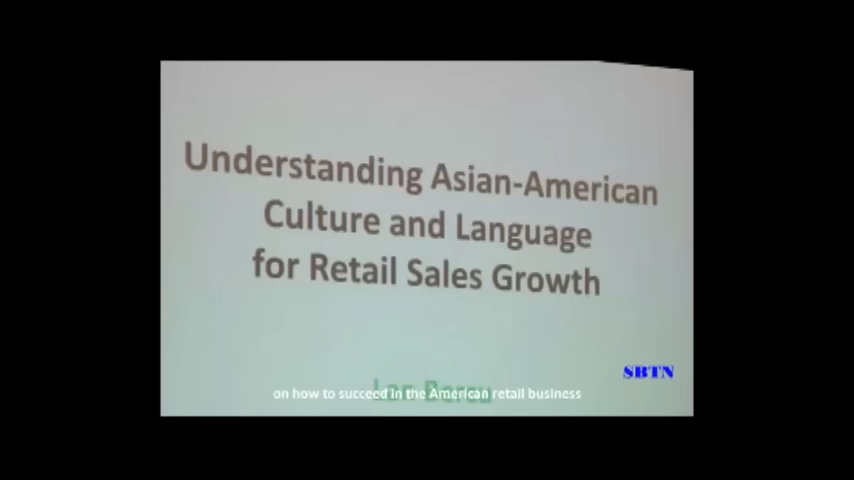 Understanding Asian-American
Culture and Language
for Retail Sales Growth
SBTN
on how to succeed in the American retail business